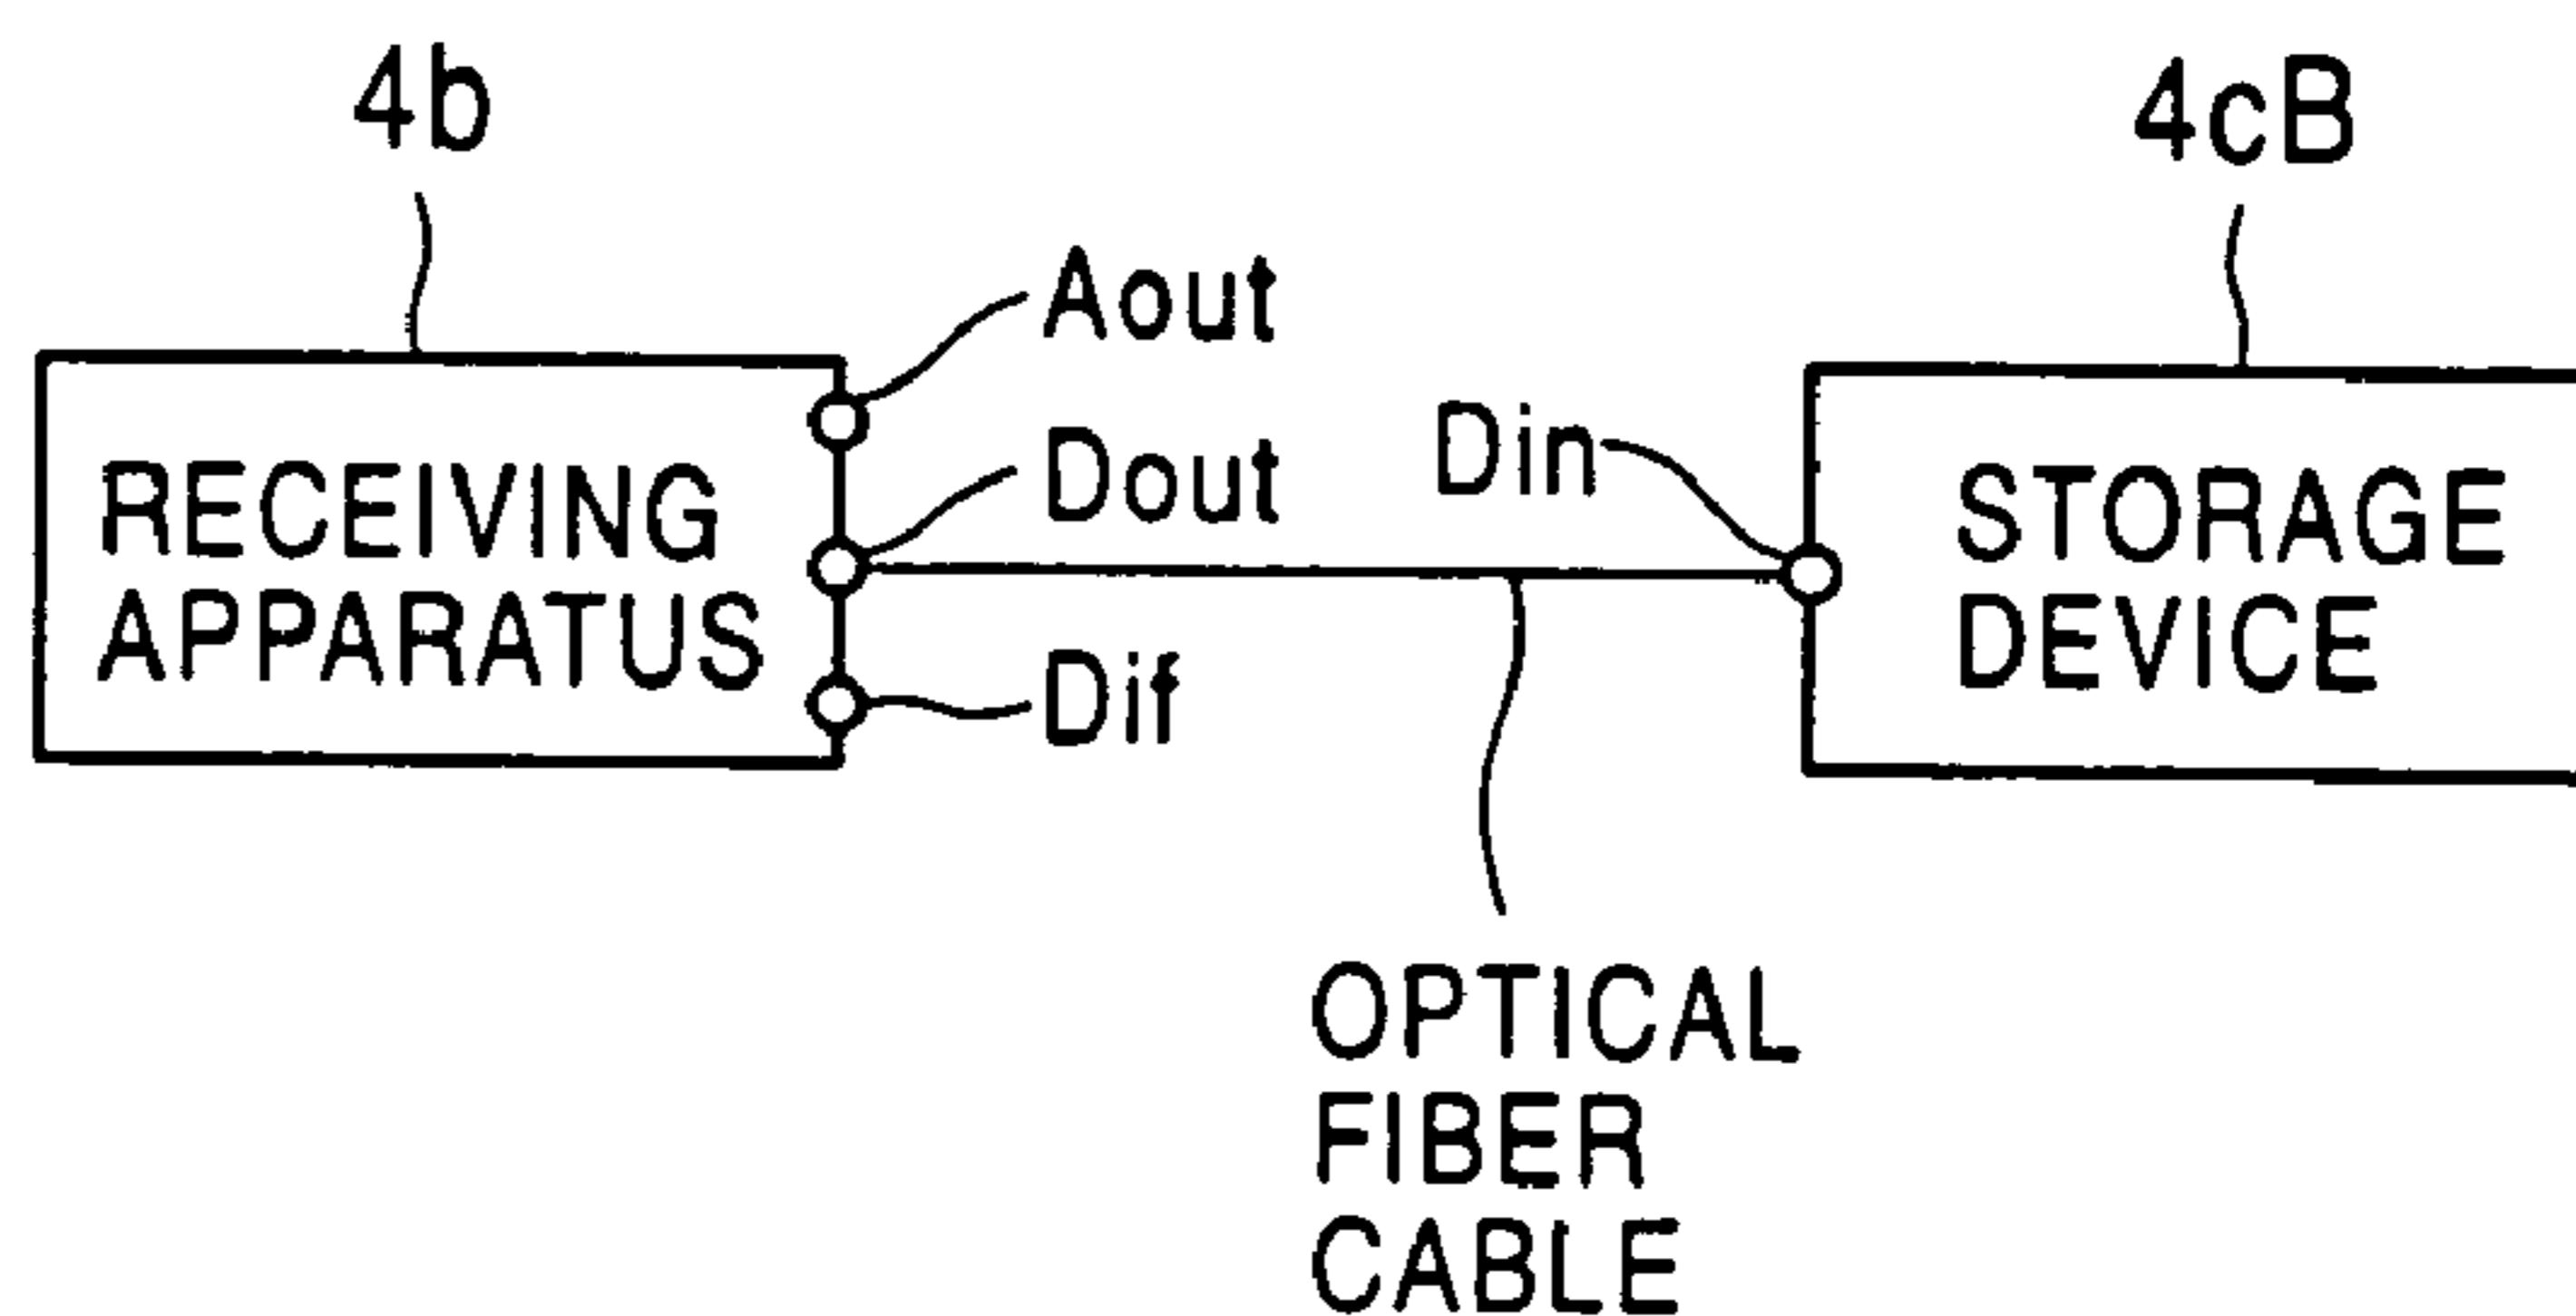 4b
4cB
Aout
Dout
Din
Dif
RECEIVING
APPARATUS
STORAGE
DEVICE
OPTICAL
FIBER
CABLE